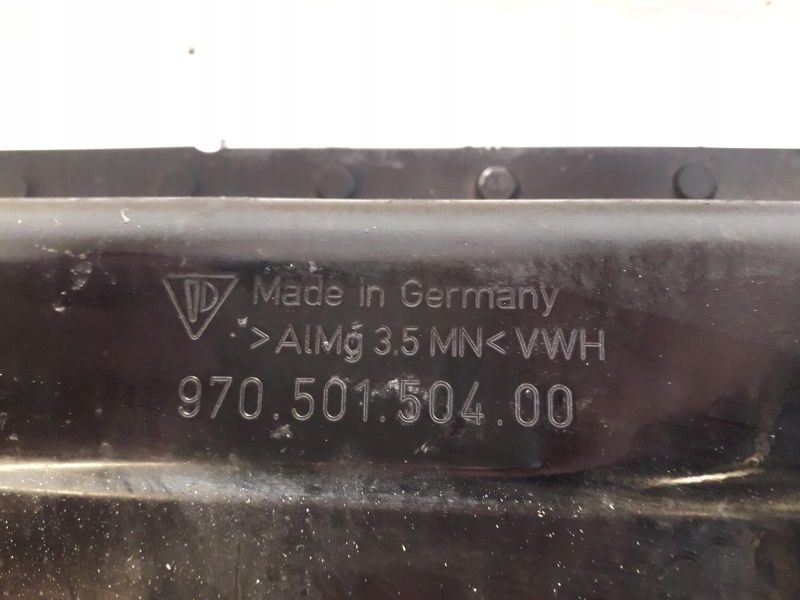 Made in Germany
>AlMg 3.5 MN< VWH
970.501.504.00